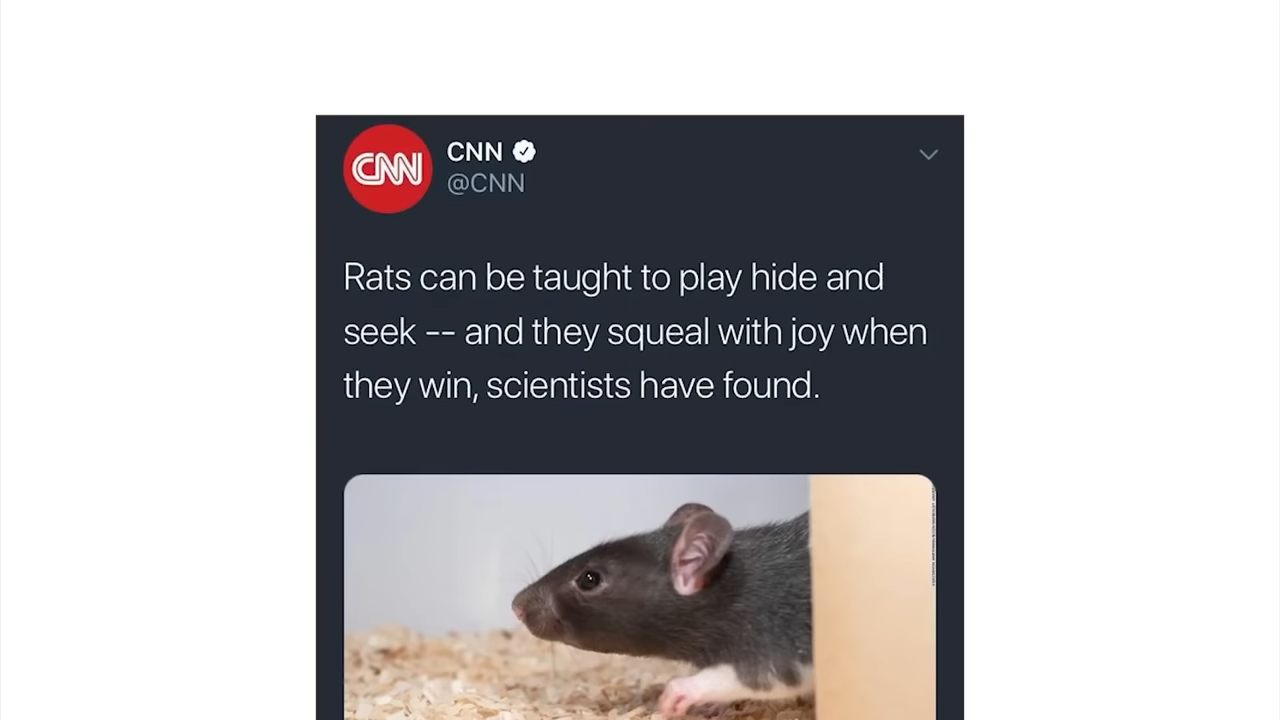 CNN
CNN
@CNN
Rats can be taught to play hide and
seek -- and they squeal with joy when
they win, scientists have found.